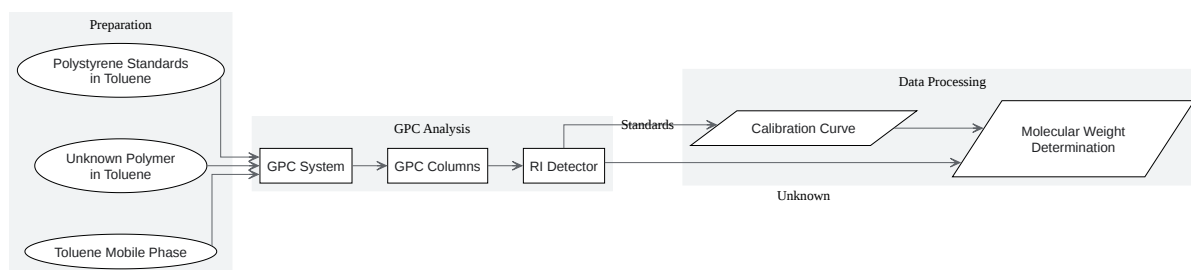 Preparation
Polystyrene Standards
in Toluene
Unknown Polymer
in Toluene
Toluene Mobile Phase
GPC Analysis
GPC System
GPC Columns
RI Detector
Standards
Unknown
Data Processing
Calibration Curve
Molecular Weight
Determination